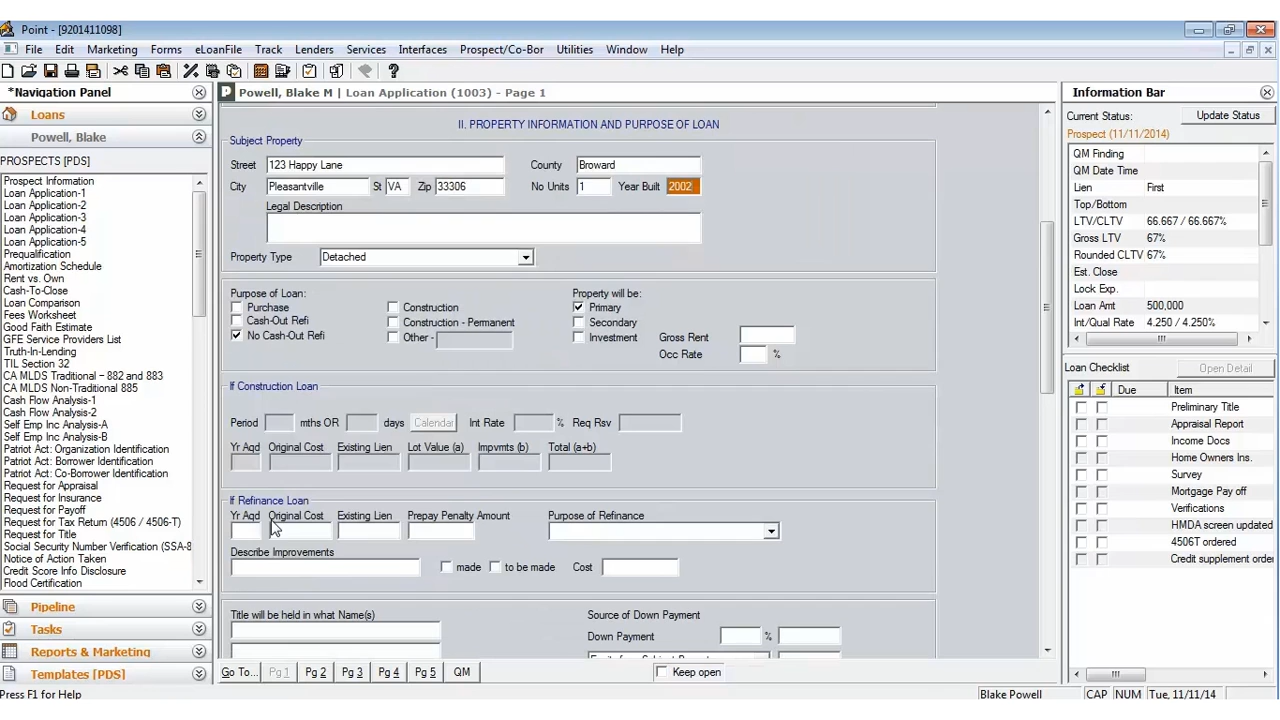 Point - [9201411098]
File Edit Marketing Forms eLoanFile Track Lenders Services Interfaces Prospect/Co-Bor Utilities Window Help
*Navigation Panel
Loans
Powell, Blake
PROSPECTS [PDS]
Prospect Information
Loan Application-1
Loan Application-2
Loan Application-3
Loan Application-4
Loan Application-5
Prequalification
Amortization Schedule
Rent vs. Own
Cash-To-Close
Loan Comparison
Fees Worksheet
Good Faith Estimate
GFE Service Providers List
Truth-In-Lending
TIL Section 32
CA MLDS Traditional - 882 and 883
CA MLDS Non-Traditional 885
Cash Flow Analysis-1
Cash Flow Analysis-2
Self Emp Inc Analysis-A
Self Emp Inc Analysis-B
Patriot Act: Organization Identification
Patriot Act: Borrower Identification
Patriot Act: Co-Borrower Identification
Request for Appraisal
Request for Insurance
Request for Payoff
Request for Tax Return (4506 / 4506-T)
Request for Title
Social Security Number Verification (SSA-8
Notice of Action Taken
Credit Score Info Disclosure
Flood Certification
Pipeline
Tasks
Reports & Marketing
Templates [PDS]
Press F1 for Help
Powell, Blake M | Loan Application (1003) - Page 1
II. PROPERTY INFORMATION AND PURPOSE OF LOAN
Subject Property
Street 123 Happy Lane County Broward
City Pleasantville St VA Zip 33306 No Units 1 Year Built 2002
Legal Description
Property Type Detached
Purpose of Loan: Property will be:
Purchase Construction Primary
Cash-Out Refi Construction - Permanent Secondary
No Cash-Out Refi Other - Investment Gross Rent
Occ Rate %
If Construction Loan
Period mths OR days Calendar Int Rate % Req Rsv
Yr Aqd Original Cost Existing Lien Lot Value (a) Impvmts (b) Total (a+b)
If Refinance Loan
Yr Aqd Original Cost Existing Lien Prepay Penalty Amount Purpose of Refinance
Describe Improvements
made to be made Cost
Title will be held in what Name(s) Source of Down Payment
Down Payment %
Go To... Pg 1 Pg 2 Pg 3 Pg 4 Pg 5 QM Keep open
Information Bar
Current Status: Update Status
Prospect (11/11/2014)
QM Finding
QM Date Time
Lien First
Top/Bottom
LTV/CLTV 66.667 / 66.667%
Gross LTV 67%
Rounded CLTV 67%
Est. Close
Lock Exp.
Loan Amt 500,000
Int/Qual Rate 4.250 / 4.250%
Loan Checklist Open Detail
Due Item
Preliminary Title
Appraisal Report
Income Docs
Home Owners Ins.
Survey
Mortgage Pay off
Verifications
HMDA screen updated
4506T ordered
Credit supplement orde
Blake Powell CAP NUM Tue, 11/11/14